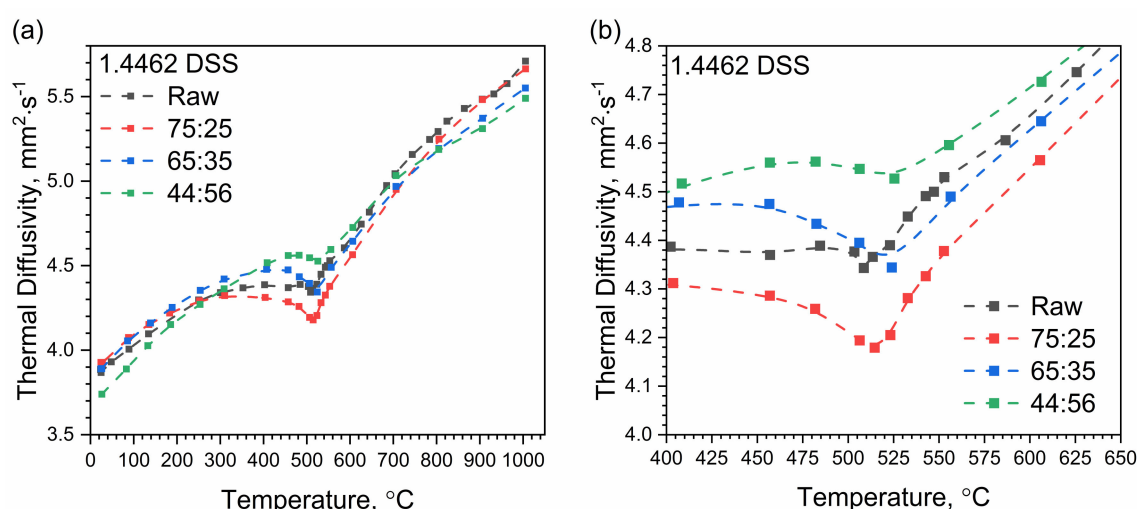 (a)
1.4462 DSS
Raw
75:25
65:35
44:56
Thermal Diffusivity, mm²·s⁻¹
5.5
5.0
4.5
4.0
3.5
0 100 200 300 400 500 600 700 800 900 1000
Temperature, °C
(b)
1.4462 DSS
Thermal Diffusivity, mm²·s⁻¹
4.8
4.7
4.6
4.5
4.4
4.3
4.2
4.1
4.0
Raw
75:25
65:35
44:56
400 425 450 475 500 525 550 575 600 625 650
Temperature, °C